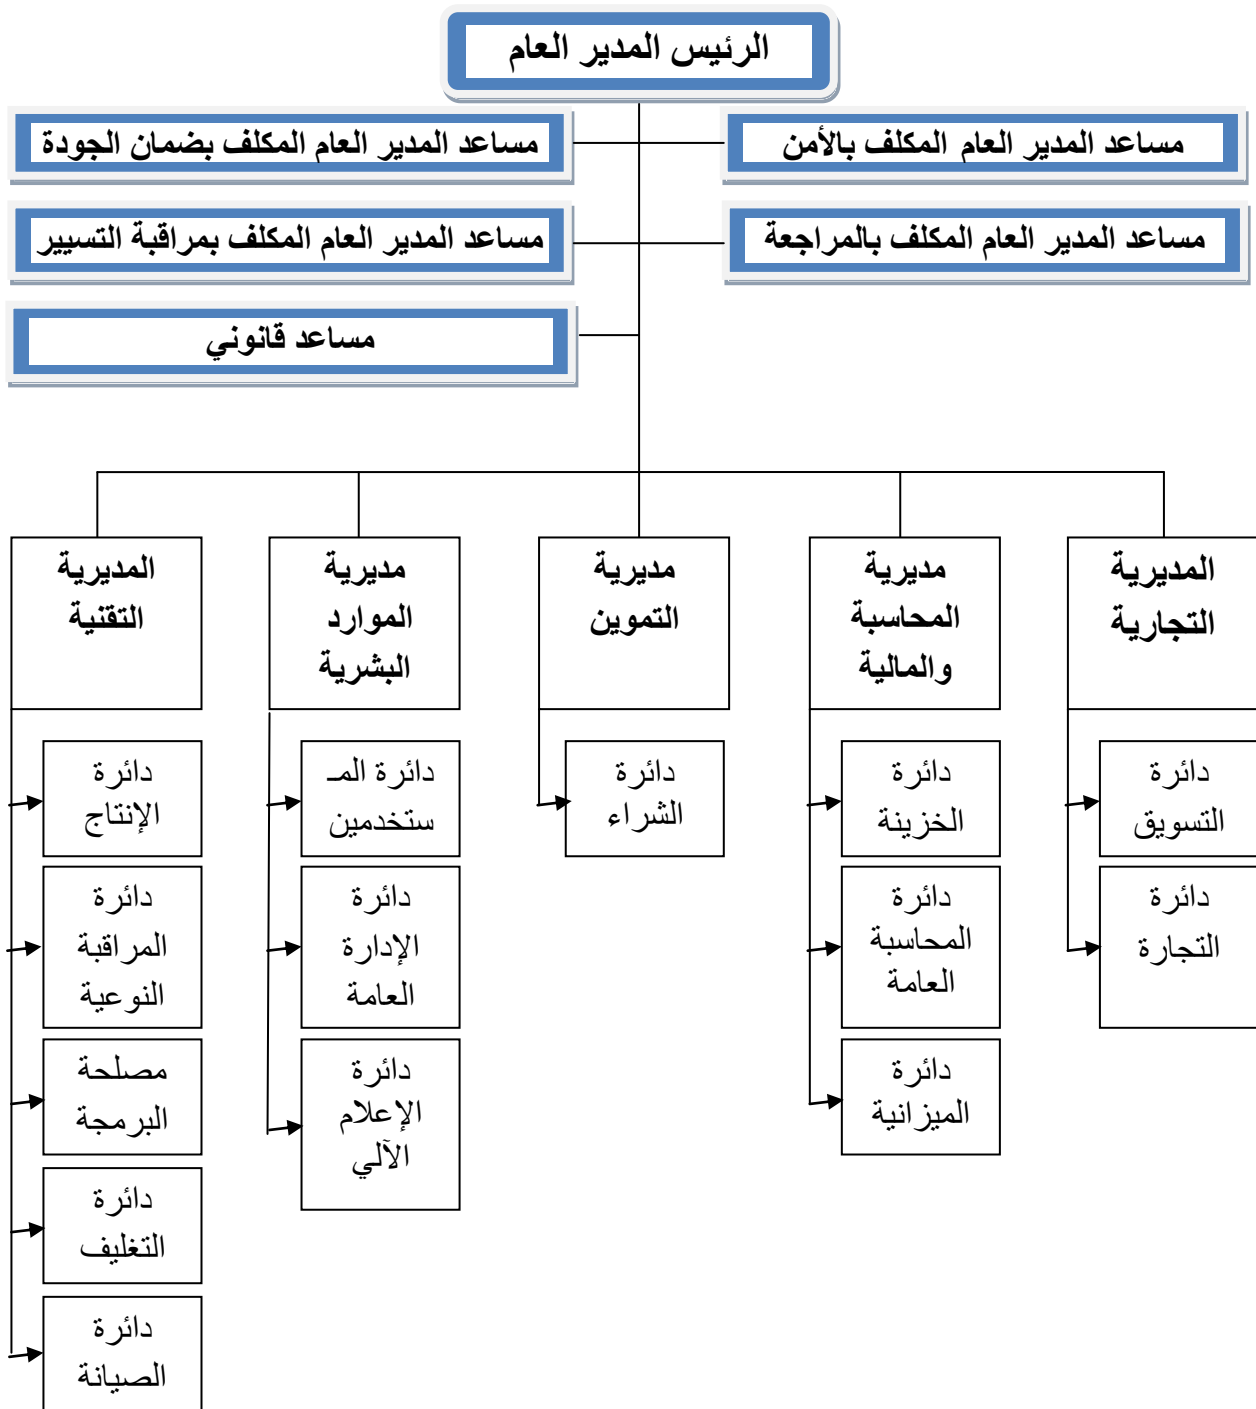 الرئيس المدير العام
مساعد المدير العام المكلف بالأمن
مساعد المدير العام المكلف بضمان الجودة
مساعد المدير العام المكلف بالمراجعة
مساعد المدير العام المكلف بمراقبة التسيير
مساعد قانوني
المديرية
التجارية
دائرة
التسويق
دائرة
التجارة
مديرية
المحاسبة
والمالية
دائرة
الخزينة
دائرة
المحاسبة
العامة
دائرة
الميزانية
مديرية
التموين
دائرة
الشراء
مديرية
الموارد
البشرية
دائرة المـ
ستخدمين
دائرة
الإدارة
العامة
دائرة
الإعلام
الآلي
المديرية
التقنية
دائرة
الإنتاج
دائرة
المراقبة
النوعية
مصلحة
البرمجة
دائرة
التغليف
دائرة
الصيانة